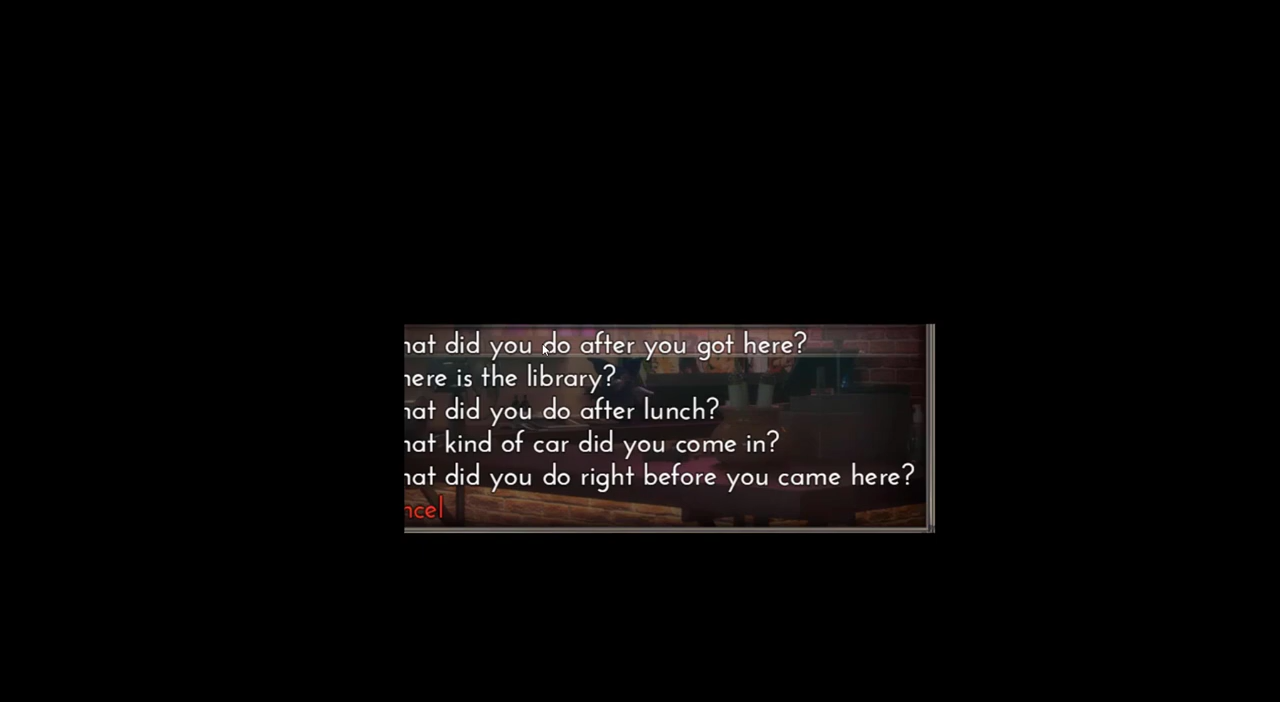 hat did you do after you got here?
here is the library?
hat did you do after lunch?
hat kind of car did you come in?
hat did you do right before you came here?
ncel